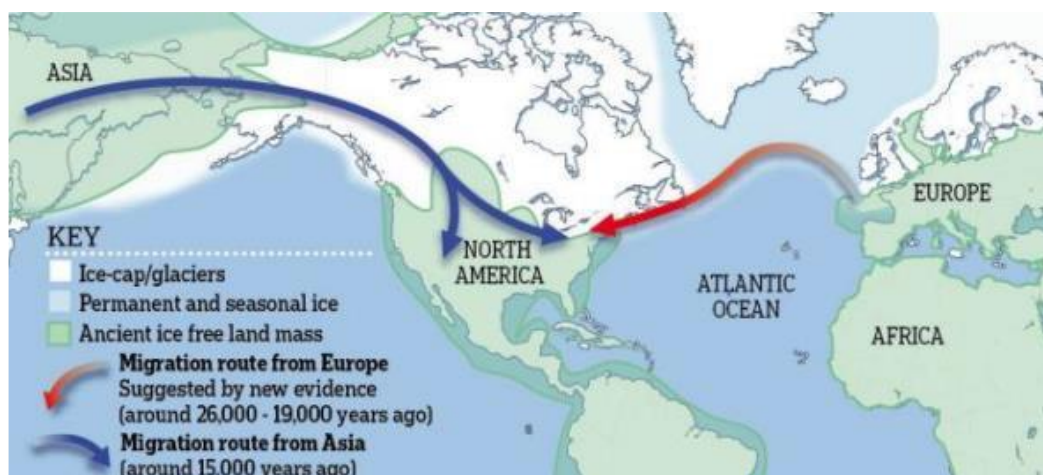 ASIA
EUROPE
KEY
NORTH
AMERICA
Ice-cap/glaciers
ATLANTIC
OCEAN
Permanent and seasonal ice
AFRICA
Ancient ice free land mass
Migration route from Europe
Suggested by new evidence
(around 26,000 - 19,000 years ago)
Migration route from Asia
(around 15,000 years ago)